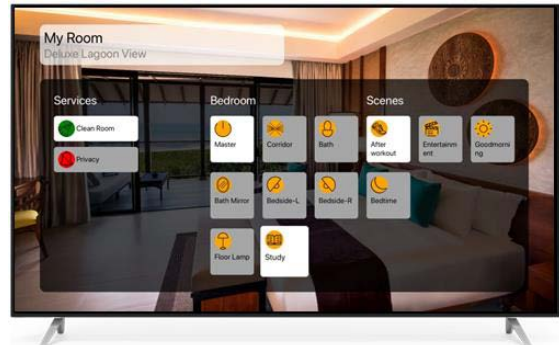 My Room
Deluxe Lagoon View
Services
Clean Room
Privacy
Bedroom
Master
Corridor
Bath
Bath Mirror
Bedside-L
Bedside-R
Floor Lamp
Study
Scenes
After
workout
Entertainm
ent
Goodmorni
ng
Bedtime